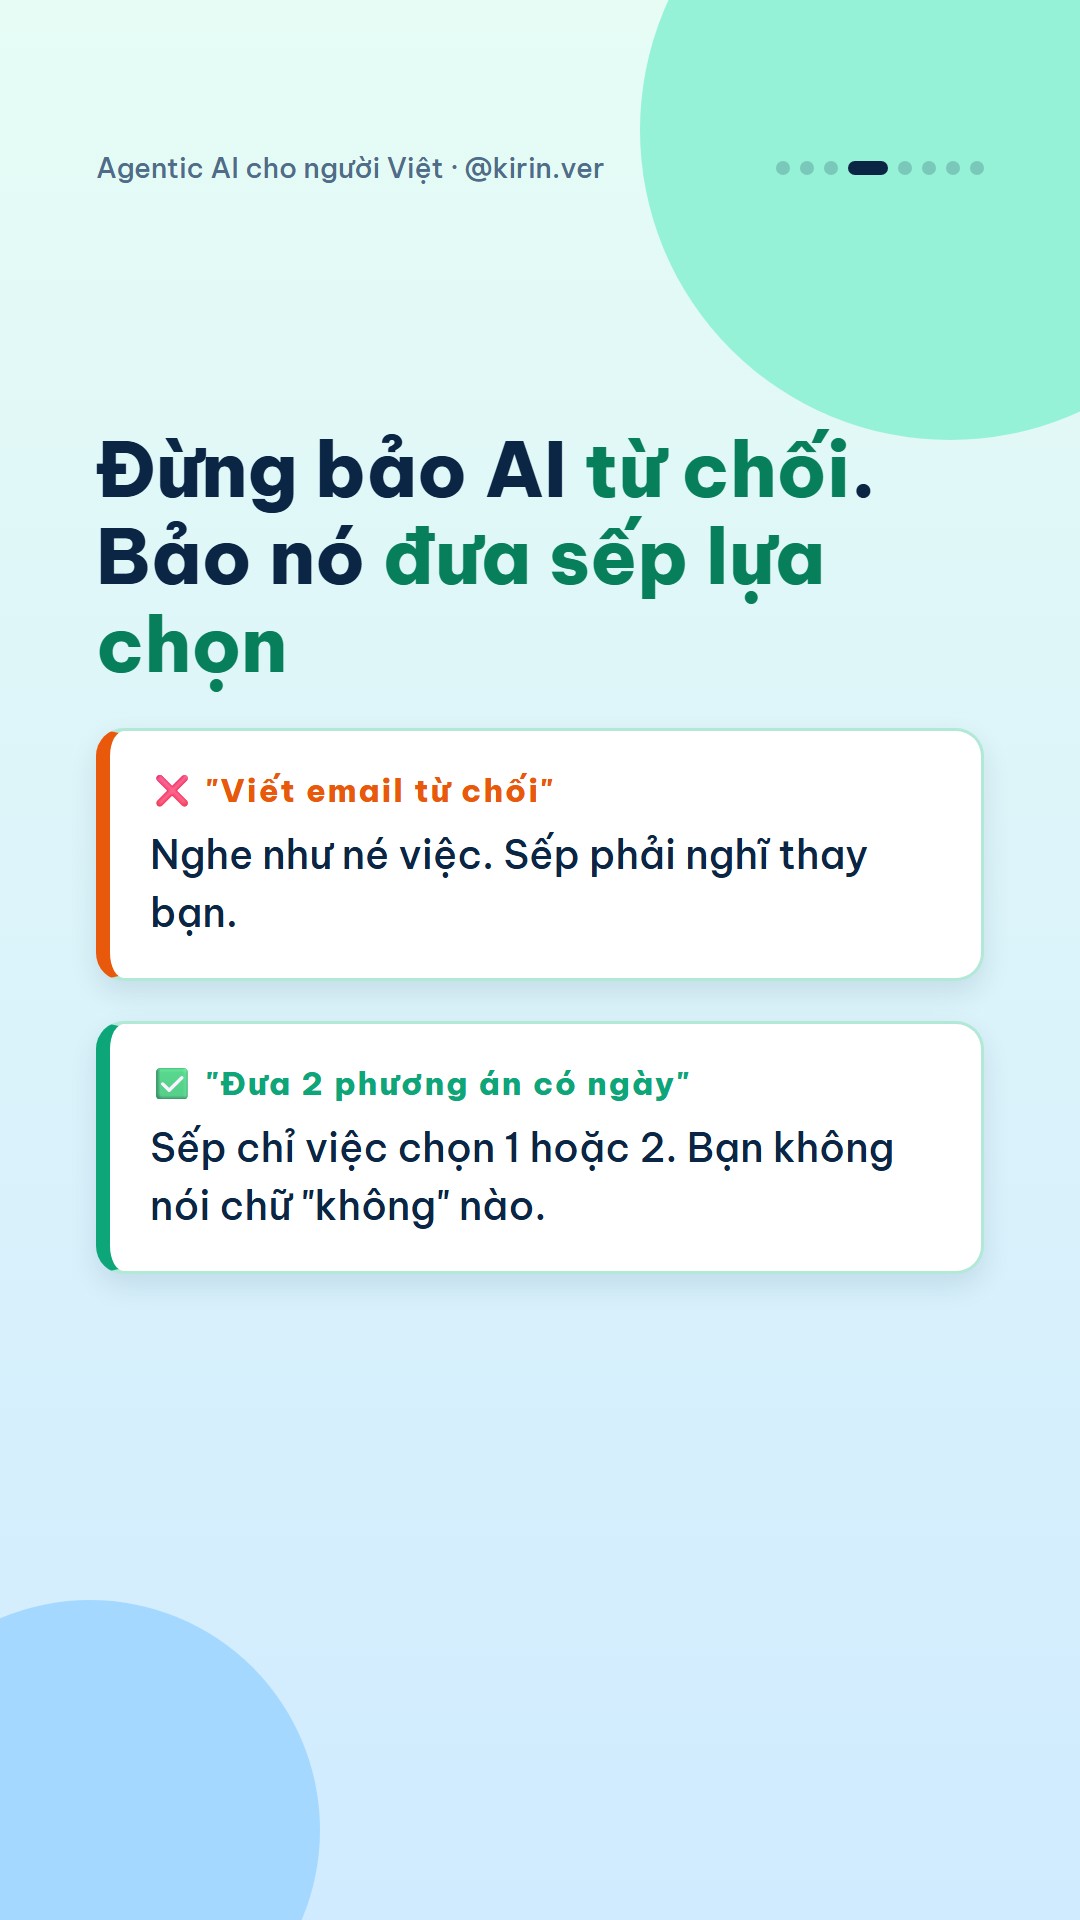 Agentic AI cho người Việt · @kirin.ver
Đừng bảo AI từ chối.
Bảo nó đưa sếp lựa
chọn
❌ "Viết email từ chối"
Nghe như né việc. Sếp phải nghĩ thay
bạn.
✅ "Đưa 2 phương án có ngày"
Sếp chỉ việc chọn 1 hoặc 2. Bạn không
nói chữ "không" nào.